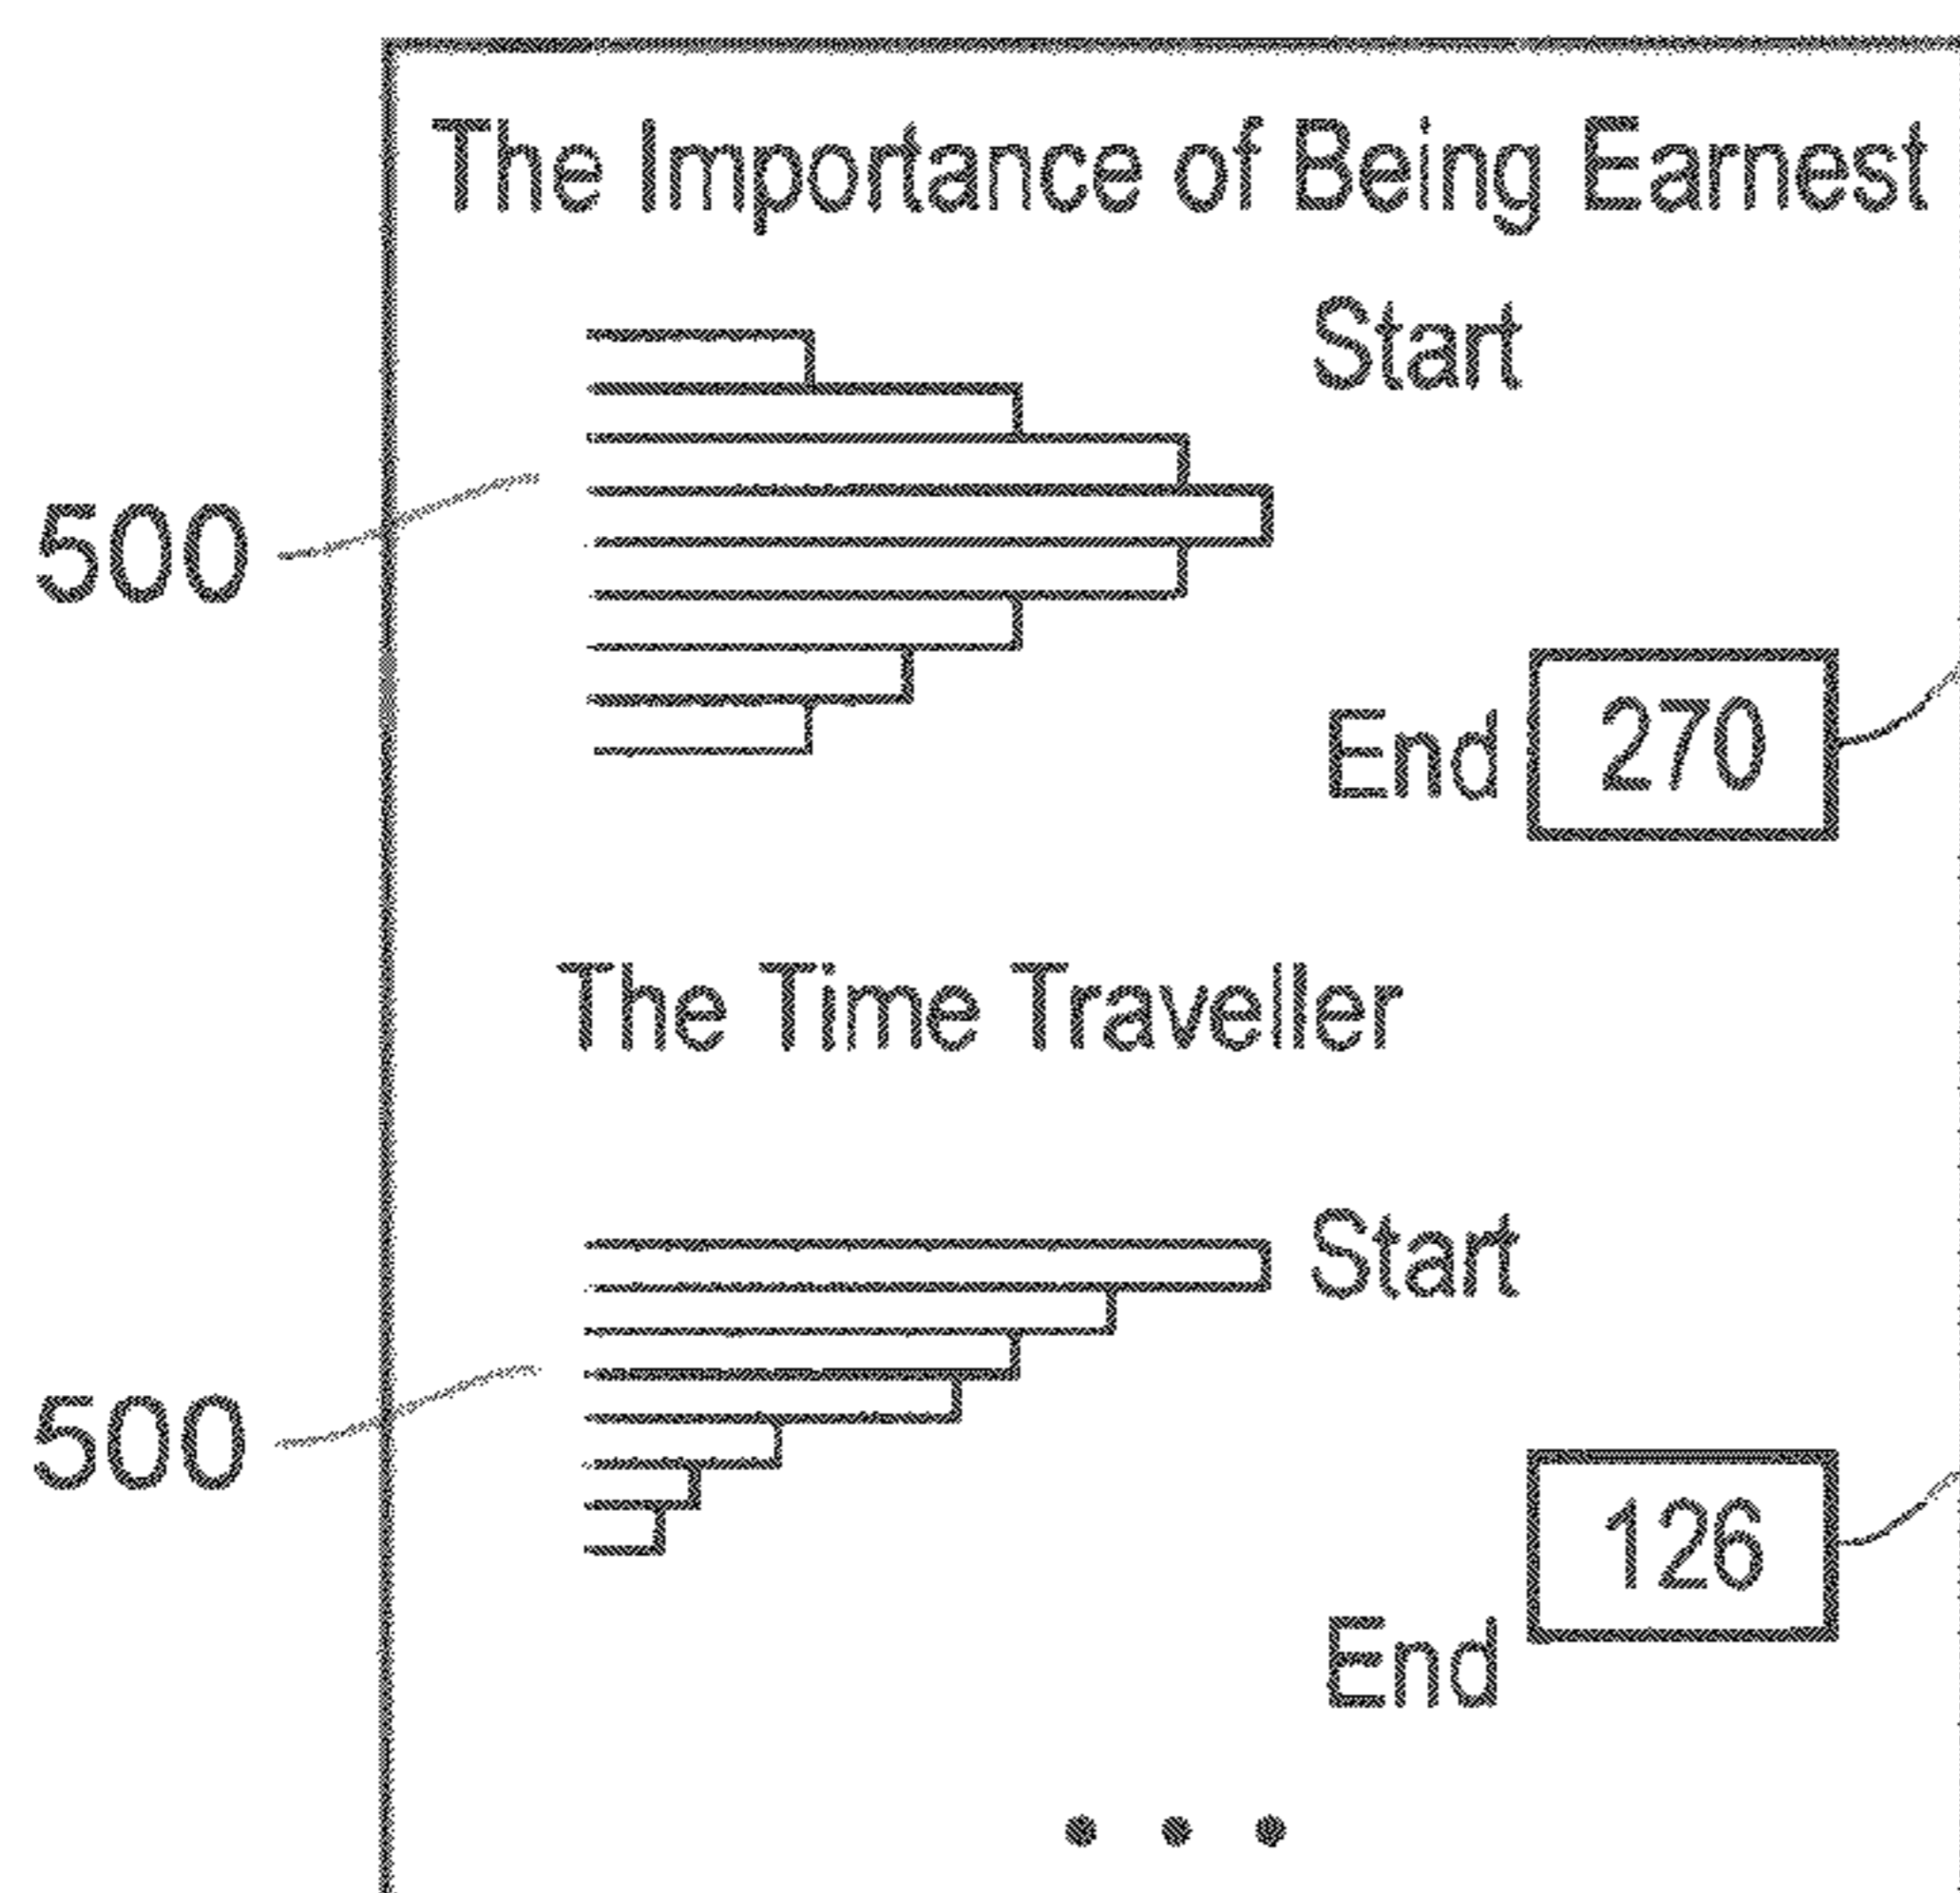 The Importance of Being Earnest
Start
500
End 270
The Time Traveller
Start
500
126
End
• • •